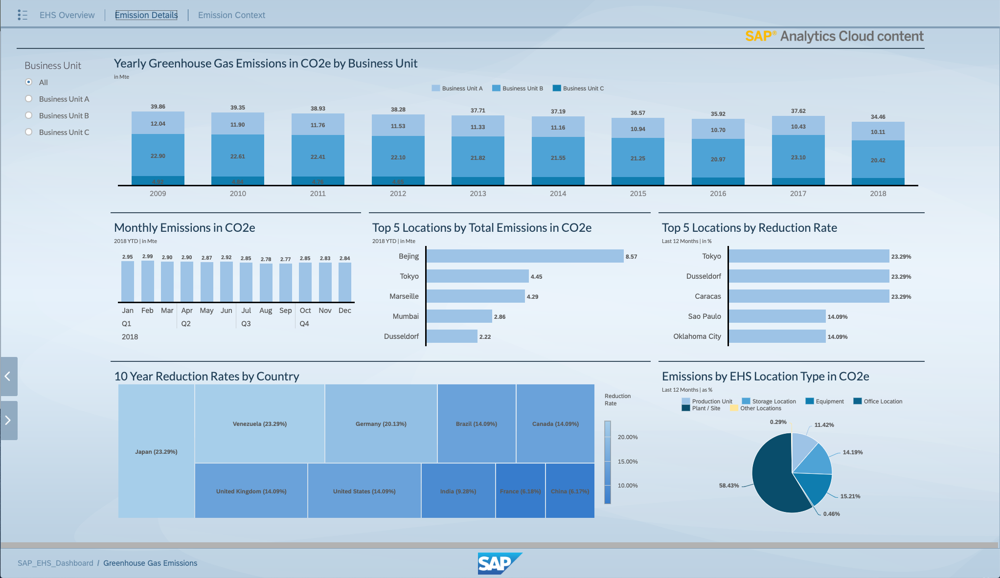 EHS Overview
Emission Details
Emission Context
SAP® Analytics Cloud content
Business Unit
All
Business Unit A
Business Unit B
Business Unit C
Yearly Greenhouse Gas Emissions in CO2e by Business Unit
in Mte
Business Unit A Business Unit B Business Unit C
39.86 39.35 38.93 38.28 37.71 37.19 36.57 35.92 37.62 34.46
12.04 11.90 11.76 11.53 11.33 11.16 10.94 10.70 10.43 10.11
22.90 22.61 22.41 22.10 21.82 21.55 21.25 20.97 23.10 20.42
4.92 4.84 4.76 4.65
2009 2010 2011 2012 2013 2014 2015 2016 2017 2018
Monthly Emissions in CO2e
2018 YTD | in Mte
2.95 2.99 2.90 2.90 2.87 2.92 2.85 2.78 2.77 2.85 2.83 2.84
Jan Feb Mar Apr May Jun Jul Aug Sep Oct Nov Dec
Q1 Q2 Q3 Q4
2018
Top 5 Locations by Total Emissions in CO2e
2018 YTD | in Mte
Bejing 8.57
Tokyo 4.45
Marseille 4.29
Mumbai 2.86
Dusseldorf 2.22
Top 5 Locations by Reduction Rate
Last 12 Months | in %
Tokyo 23.29%
Dusseldorf 23.29%
Caracas 23.29%
Sao Paulo 14.09%
Oklahoma City 14.09%
10 Year Reduction Rates by Country
Japan (23.29%)
Venezuela (23.29%) Germany (20.13%) Brazil (14.09%) Canada (14.09%)
United Kingdom (14.09%) United States (14.09%) India (9.28%) France (6.18%) China (6.17%)
Reduction
Rate
20.00%
15.00%
10.00%
Emissions by EHS Location Type in CO2e
Last 12 Months | as %
Production Unit Storage Location Equipment Office Location
Plant / Site Other Locations
0.29%
11.42%
14.19%
58.43%
15.21%
0.46%
SAP_EHS_Dashboard / Greenhouse Gas Emissions
SAP